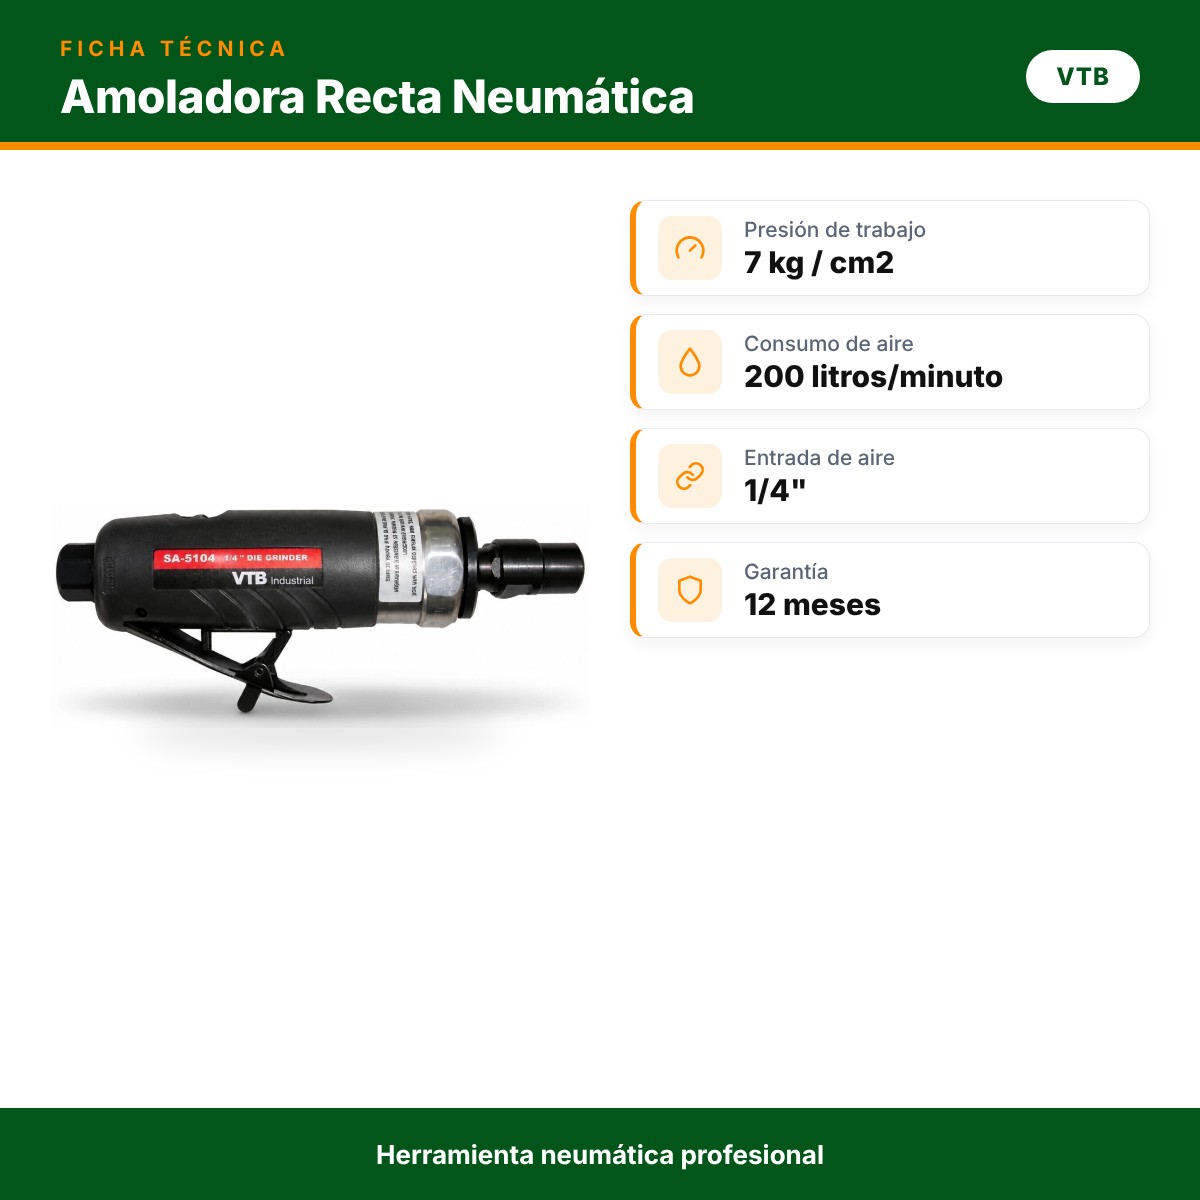 FICHA TÉCNICA
Amoladora Recta Neumática
VTB
Presión de trabajo
7 kg / cm2
Consumo de aire
200 litros/minuto
Entrada de aire
1/4"
Garantía
12 meses
SA-5104 1/4" DIE GRINDER
VTB Industrial
Herramienta neumática profesional